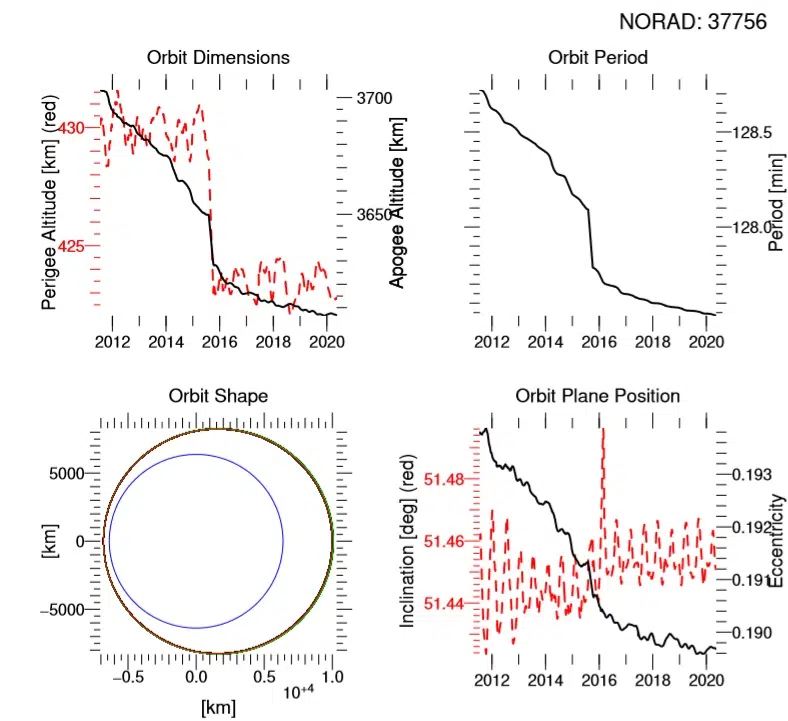 NORAD: 37756
Orbit Dimensions
Orbit Period
Perigee Altitude [km] (red)
430
425
3700
3650
Apogee Altitude [km]
128.5
128.0
Period [min]
2012 2014 2016 2018 2020
2012 2014 2016 2018 2020
Orbit Shape
Orbit Plane Position
[km]
5000
0
−5000
−0.5 0.0 0.5 1.0
10+4
[km]
Inclination [deg] (red)
51.48
51.46
51.44
0.193
0.192
0.191
0.190
Eccentricity
2012 2014 2016 2018 2020